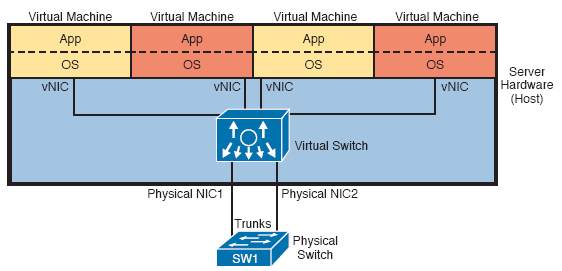 Virtual Machine Virtual Machine Virtual Machine Virtual Machine
App App App App
OS OS OS OS
vNIC vNIC vNIC vNIC
Server
Hardware
(Host)
Virtual Switch
Physical NIC1 Physical NIC2
Trunks
Physical
Switch
SW1